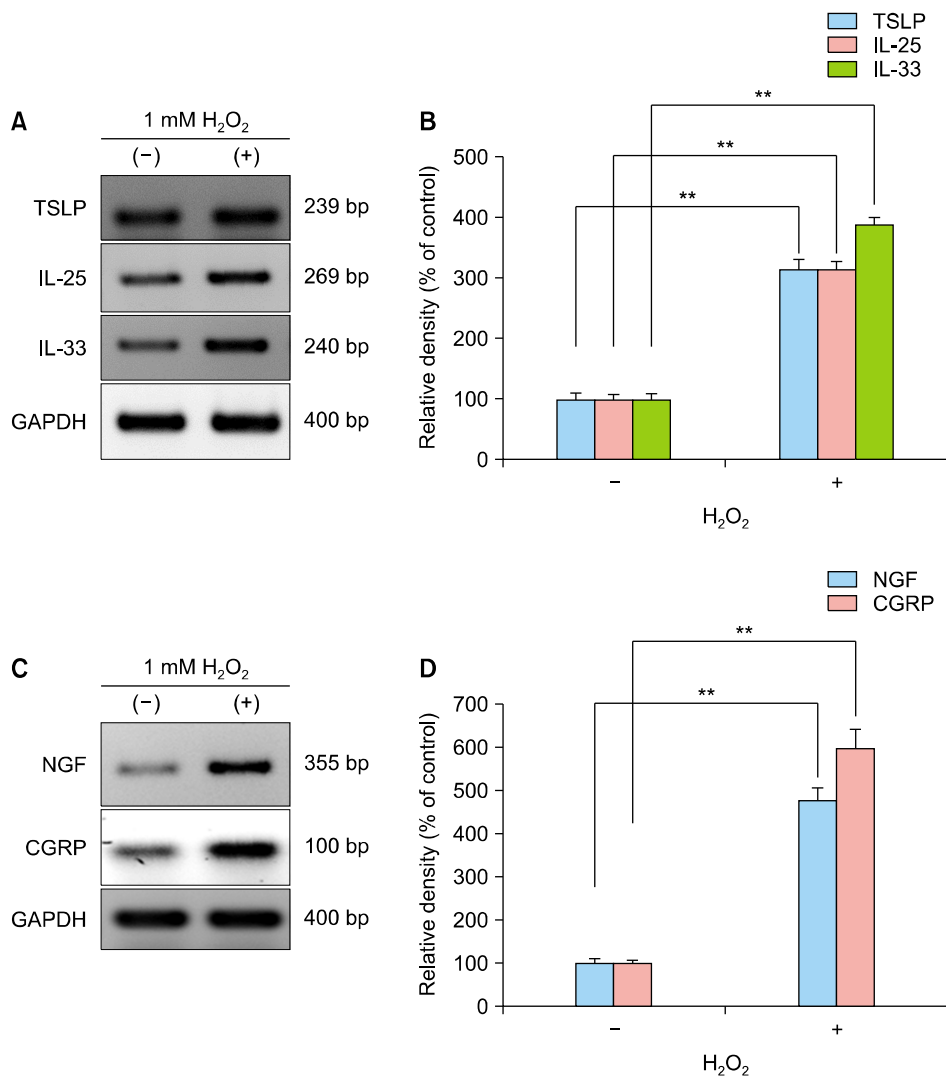 A
1 mM H₂O₂
(−) (+)
TSLP 239 bp
IL-25 269 bp
IL-33 240 bp
GAPDH 400 bp
B
TSLP
IL-25
IL-33
Relative density (% of control)
500
400
300
200
100
0
**
**
**
− +
H₂O₂
C
1 mM H₂O₂
(−) (+)
NGF 355 bp
CGRP 100 bp
GAPDH 400 bp
D
NGF
CGRP
Relative density (% of control)
700
600
500
400
300
200
100
0
**
**
− +
H₂O₂